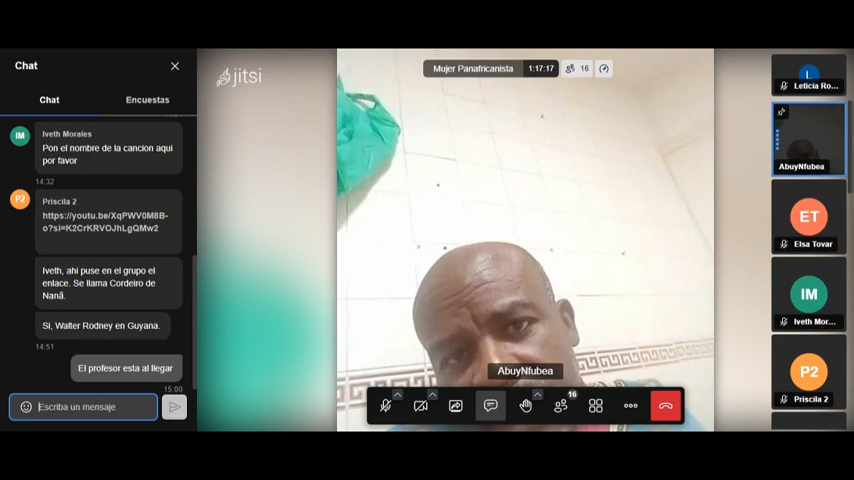 Chat
Chat Encuestas
IM
Iveth Morales
Pon el nombre de la cancion aqui
por favor
14:32
P2
Priscila 2
https://youtu.be/XqPWV0M8B-
o?si=K2CrKRVOJhLgQMw2
Iveth, ahi puse en el grupo el
enlace. Se llama Cordeiro de
Nanã.
Si, Walter Rodney en Guyana.
14:51
El profesor esta al llegar
15:00
Escriba un mensaje
jitsi
Mujer Panafricanista 1:17:17 16
AbuyNfubea
16
L
Leticia Ro...
AbuyNfubea
ET
Elsa Tovar
IM
Iveth Mor...
P2
Priscila 2